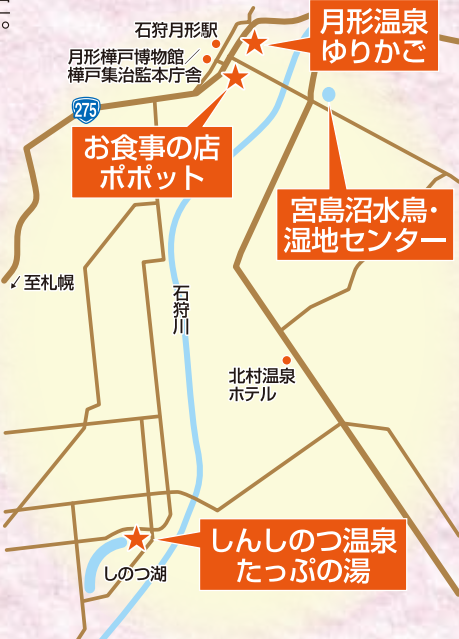 石狩月形駅
月形温泉
ゆりかご
月形樺戸博物館／
樺戸集治監本庁舎
275
お食事の店
ポポット
宮島沼水鳥・
湿地センター
↙至札幌
石狩川
北村温泉
ホテル
しんしのつ温泉
たっぷの湯
しのつ湖